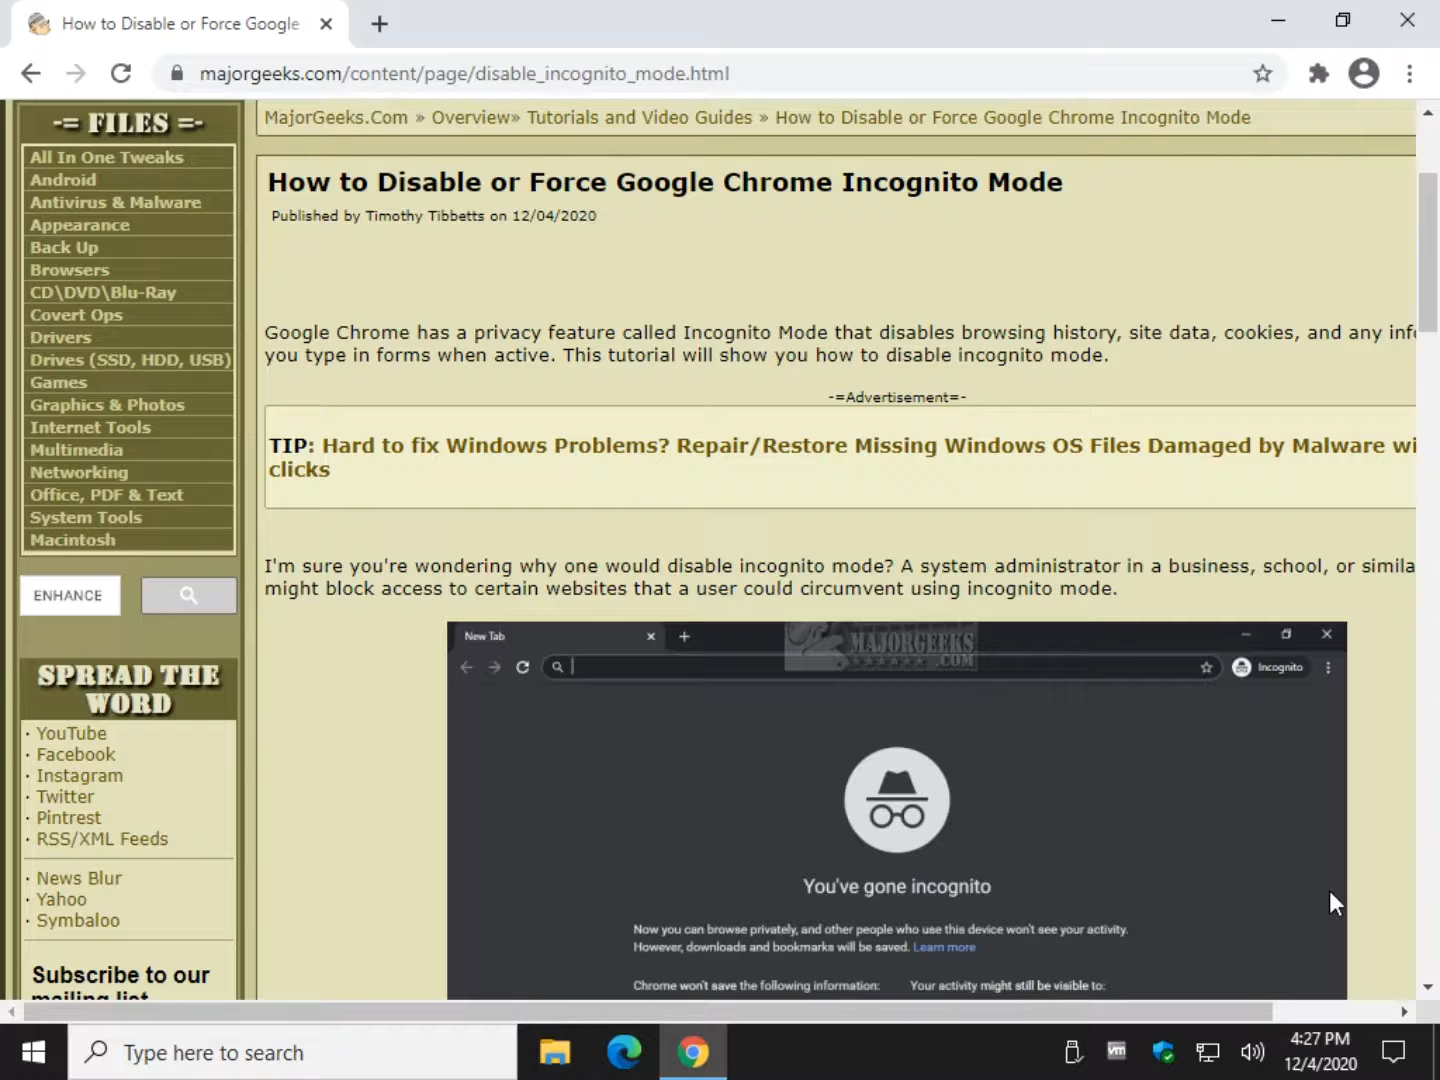 How to Disable or Force Google
majorgeeks.com/content/page/disable_incognito_mode.html
-= FILES =-
All In One Tweaks
Android
Antivirus & Malware
Appearance
Back Up
Browsers
CD\DVD\Blu-Ray
Covert Ops
Drivers
Drives (SSD, HDD, USB)
Games
Graphics & Photos
Internet Tools
Multimedia
Networking
Office, PDF & Text
System Tools
Macintosh
ENHANCE
SPREAD THE
WORD
· YouTube
· Facebook
· Instagram
· Twitter
· Pintrest
· RSS/XML Feeds
· News Blur
· Yahoo
· Symbaloo
Subscribe to our
mailing list
MajorGeeks.Com » Overview» Tutorials and Video Guides » How to Disable or Force Google Chrome Incognito Mode
How to Disable or Force Google Chrome Incognito Mode
Published by Timothy Tibbetts on 12/04/2020
Google Chrome has a privacy feature called Incognito Mode that disables browsing history, site data, cookies, and any info
you type in forms when active. This tutorial will show you how to disable incognito mode.
-=Advertisement=-
TIP: Hard to fix Windows Problems? Repair/Restore Missing Windows OS Files Damaged by Malware wi
clicks
I'm sure you're wondering why one would disable incognito mode? A system administrator in a business, school, or simila
might block access to certain websites that a user could circumvent using incognito mode.
New Tab
MAJORGEEKS
.COM
Incognito
You've gone incognito
Now you can browse privately, and other people who use this device won't see your activity.
However, downloads and bookmarks will be saved. Learn more
Chrome won't save the following information: Your activity might still be visible to:
Type here to search
vm
4:27 PM
12/4/2020